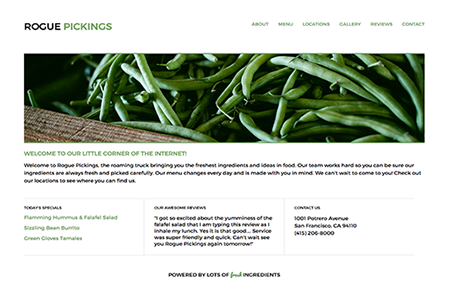 ROGUE PICKINGS
ABOUT MENU LOCATIONS GALLERY REVIEWS CONTACT
WELCOME TO OUR LITTLE CORNER OF THE INTERNET!
Welcome to Rogue Pickings, the roaming truck bringing you the freshest ingredients and ideas in food. Our team works hard so you can be sure our
ingredients are always fresh and picked carefully. Our menu changes every day and is made with you in mind. We can't wait to come to you! Check out
our locations to see where you can find us.
TODAY'S SPECIALS
Flamming Hummus & Falafel Salad
Sizzling Bean Burrito
Green Gloves Tamales
OUR AWESOME REVIEWS
"I got so excited about the yumminess of the
falafel salad that I am typing this review as I
inhale my lunch. Yes it is that good.... Service
was super friendly and quick. Can't wait see
you Rogue Pickings again tomorrow!"
CONTACT US
1001 Potrero Avenue
San Francisco, CA 94110
(415) 206-8000
POWERED BY LOTS OF fresh INGREDIENTS